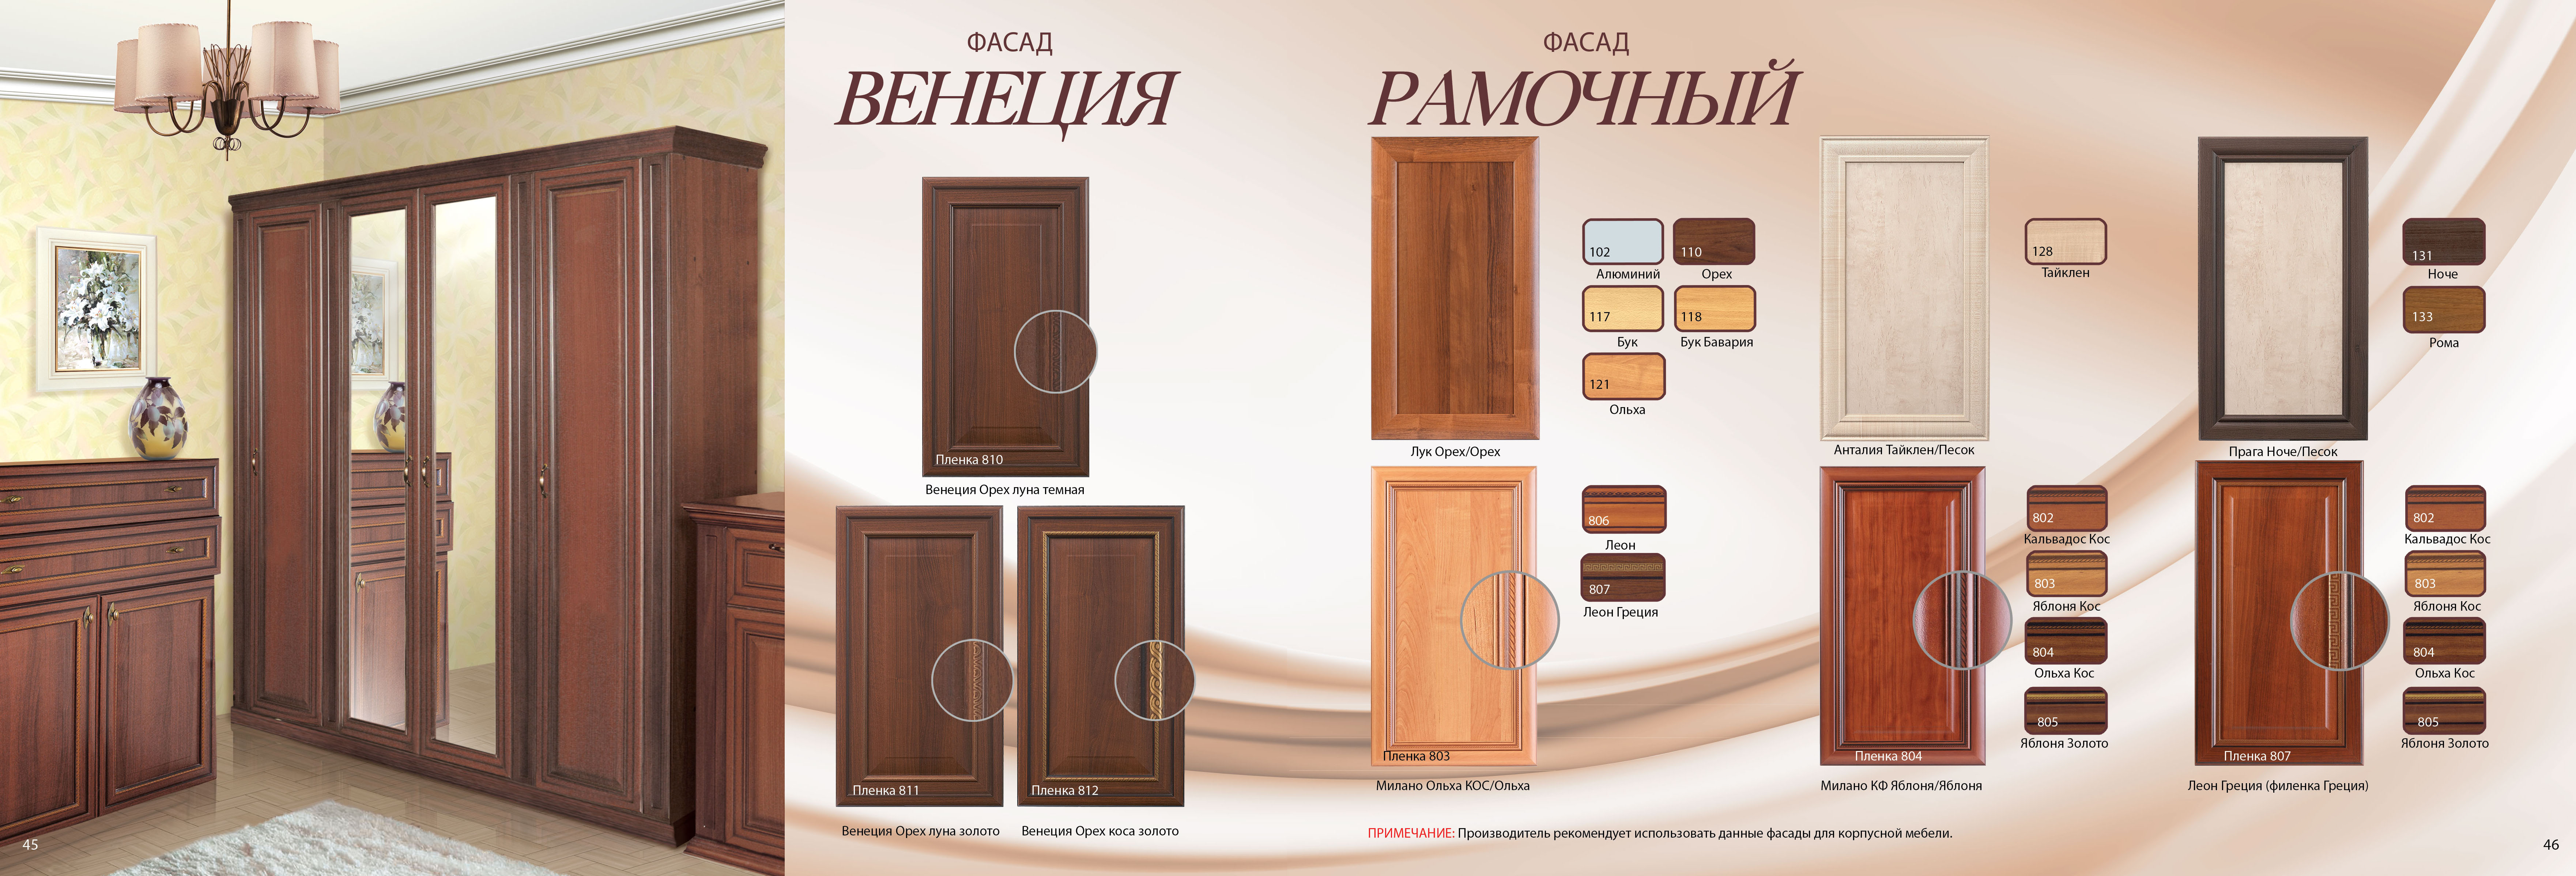 ФАСАД
ВЕНЕЦИЯ
Пленка 810
Венеция Орех луна темная
Пленка 811
Пленка 812
Венеция Орех луна золото
Венеция Орех коса золото
45
ФАСАД
РАМОЧНЫЙ
102
Алюминий
110
Орех
117
Бук
118
Бук Бавария
121
Ольха
Лук Орех/Орех
128
Тайклен
Анталия Тайклен/Песок
131
Ноче
133
Рома
Прага Ноче/Песок
806
Леон
807
Леон Греция
Пленка 803
Милано Ольха КОС/Ольха
802
Кальвадос Кос
803
Яблоня Кос
804
Ольха Кос
805
Яблоня Золото
Пленка 804
Милано КФ Яблоня/Яблоня
802
Кальвадос Кос
803
Яблоня Кос
804
Ольха Кос
805
Яблоня Золото
Пленка 807
Леон Греция (филенка Греция)
ПРИМЕЧАНИЕ: Производитель рекомендует использовать данные фасады для корпусной мебели.
46